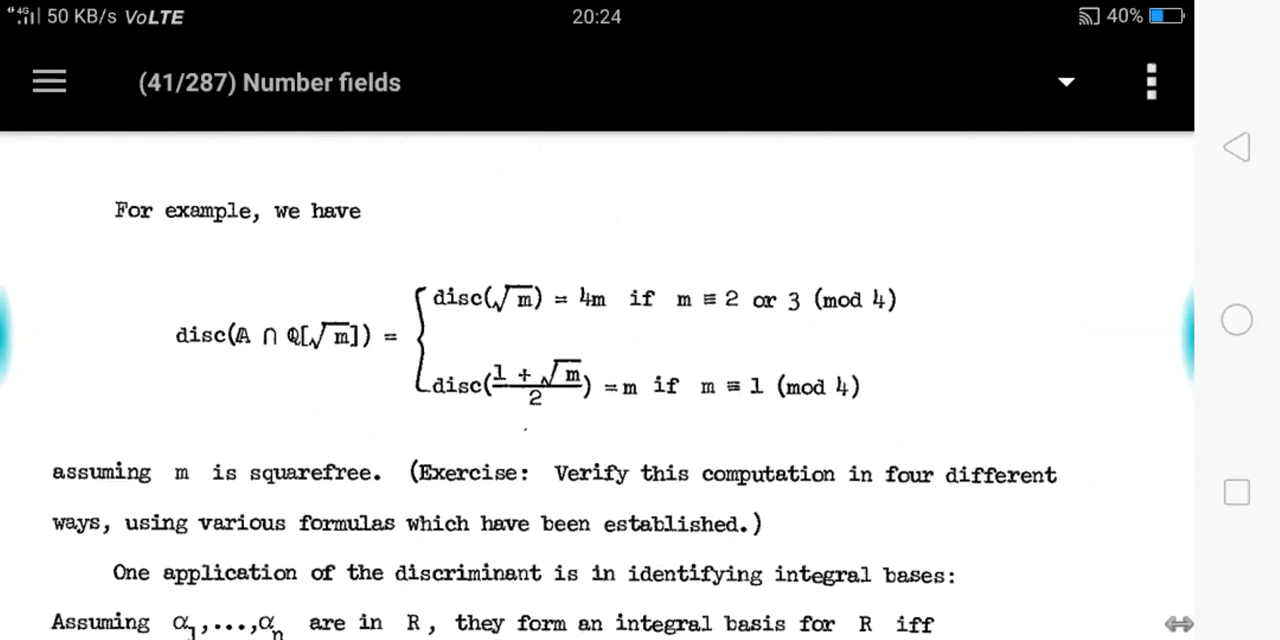 4G 50 KB/s VoLTE 20:24 40%
(41/287) Number fields
For example, we have
disc(𝔸 ∩ ℚ[√m]) = { disc(√m) = 4m if m ≡ 2 or 3 (mod 4)
disc((1 + √m)/2) = m if m ≡ 1 (mod 4)
assuming m is squarefree. (Exercise: Verify this computation in four different
ways, using various formulas which have been established.)
One application of the discriminant is in identifying integral bases:
Assuming α₁,...,αₙ are in R, they form an integral basis for R iff